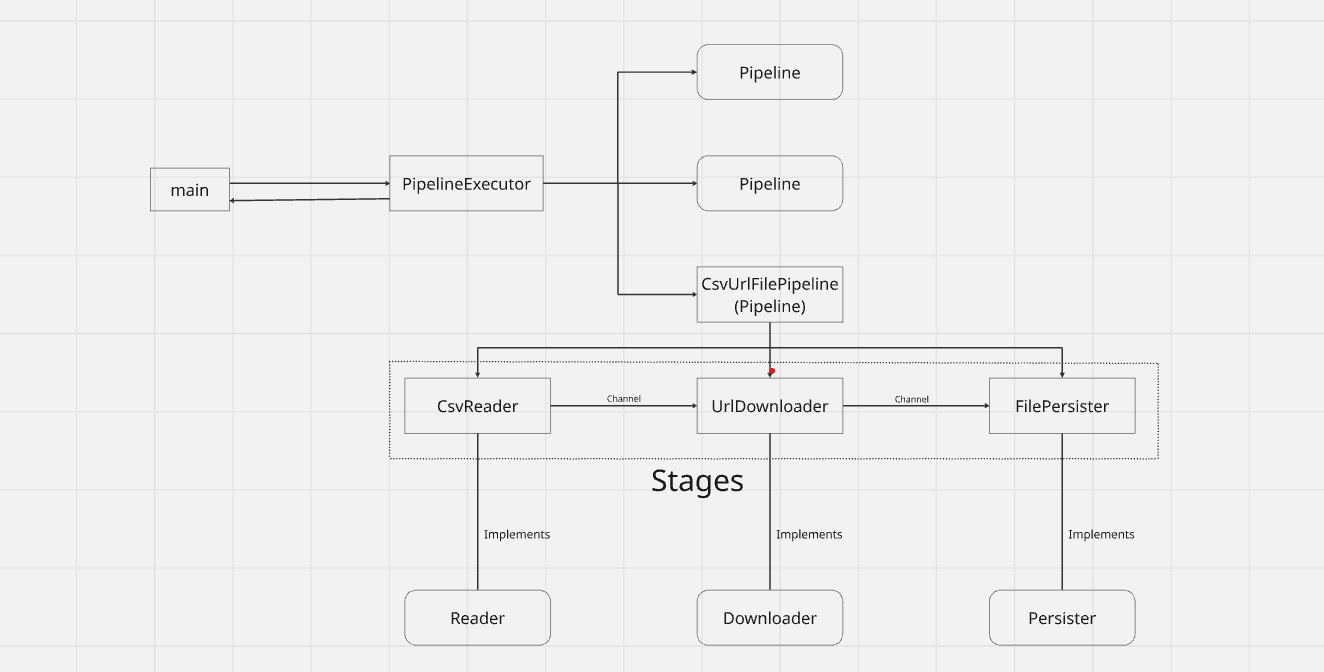 Pipeline
main
PipelineExecutor
Pipeline
CsvUrlFilePipeline
(Pipeline)
CsvReader
Channel
UrlDownloader
Channel
FilePersister
Stages
Implements
Implements
Implements
Reader
Downloader
Persister